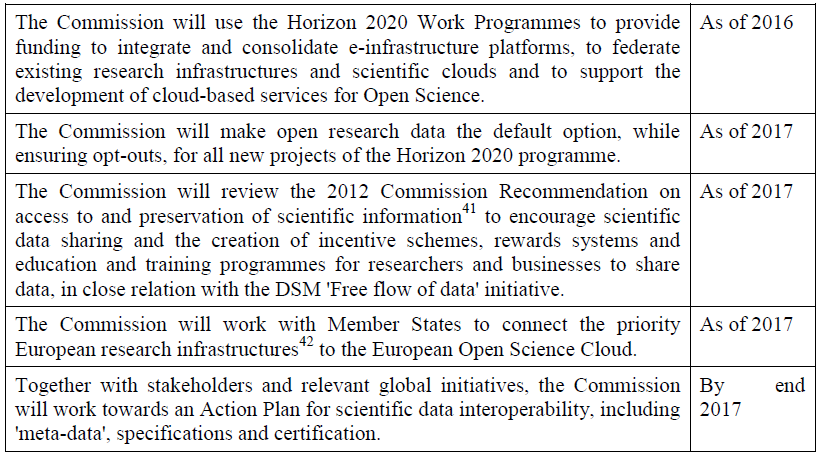 The Commission will use the Horizon 2020 Work Programmes to provide As of 2016
funding to integrate and consolidate e-infrastructure platforms, to federate
existing research infrastructures and scientific clouds and to support the
development of cloud-based services for Open Science.
The Commission will make open research data the default option, while As of 2017
ensuring opt-outs, for all new projects of the Horizon 2020 programme.
The Commission will review the 2012 Commission Recommendation on As of 2017
access to and preservation of scientific information41 to encourage scientific
data sharing and the creation of incentive schemes, rewards systems and
education and training programmes for researchers and businesses to share
data, in close relation with the DSM 'Free flow of data' initiative.
The Commission will work with Member States to connect the priority As of 2017
European research infrastructures42 to the European Open Science Cloud.
Together with stakeholders and relevant global initiatives, the Commission By end
will work towards an Action Plan for scientific data interoperability, including 2017
'meta-data', specifications and certification.